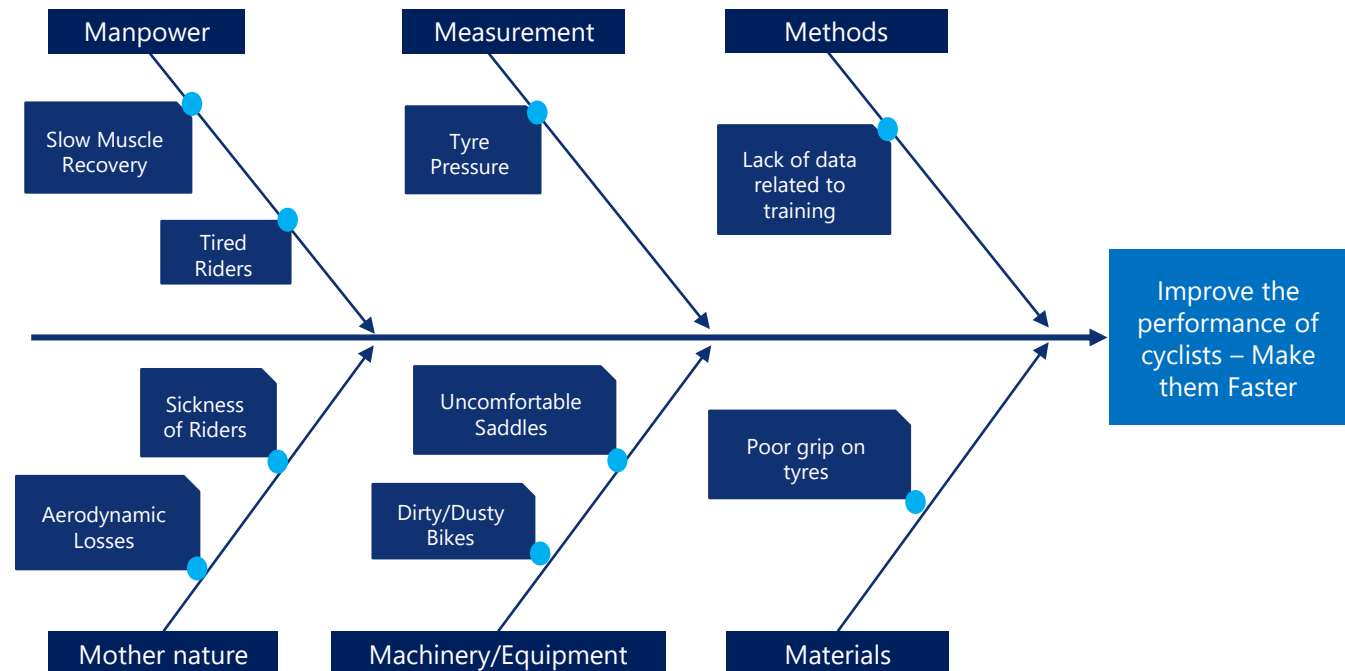 Manpower
Measurement
Methods
Slow Muscle
Recovery
Tyre
Pressure
Lack of data
related to
training
Tired
Riders
Improve the
performance of
cyclists – Make
them Faster
Sickness
of Riders
Uncomfortable
Saddles
Poor grip on
tyres
Aerodynamic
Losses
Dirty/Dusty
Bikes
Mother nature
Machinery/Equipment
Materials